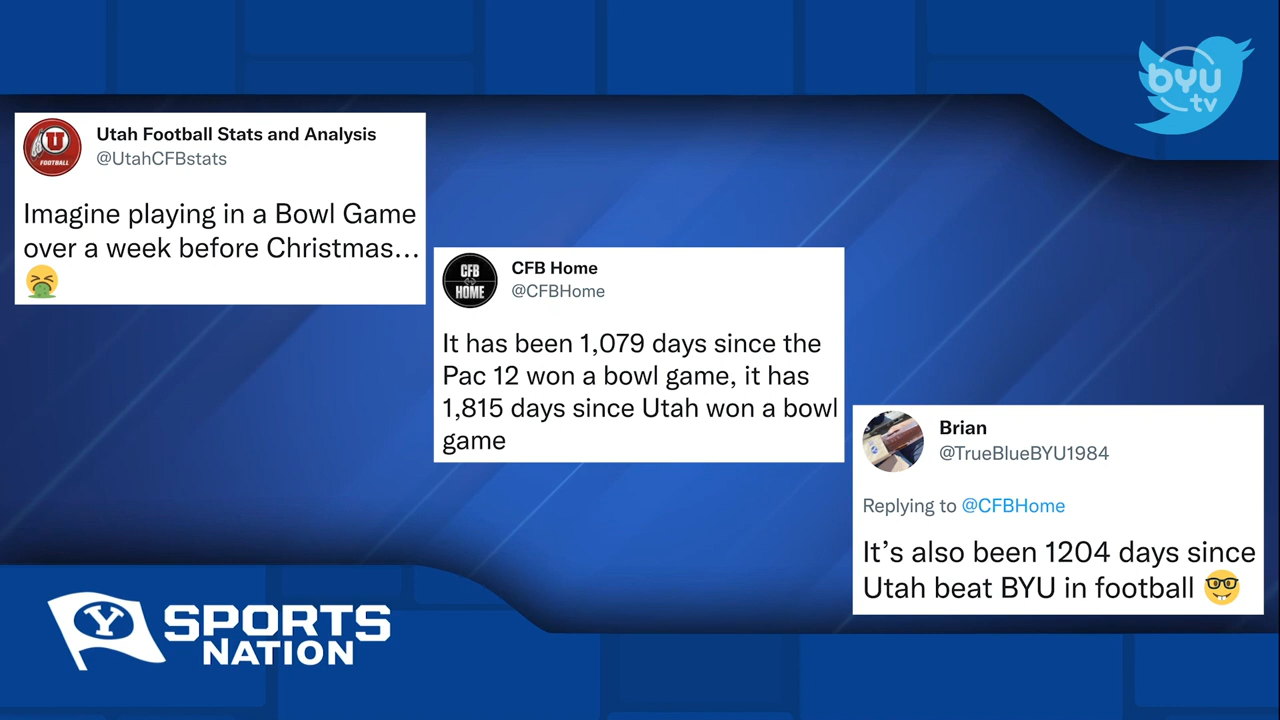 byu
tv
U
FOOTBALL
Utah Football Stats and Analysis
@UtahCFBstats
Imagine playing in a Bowl Game
over a week before Christmas...
CFB
HOME
CFB Home
@CFBHome
It has been 1,079 days since the
Pac 12 won a bowl game, it has
1,815 days since Utah won a bowl
game
Brian
@TrueBlueBYU1984
Replying to @CFBHome
It’s also been 1204 days since
Utah beat BYU in football
Y
SPORTS
NATION